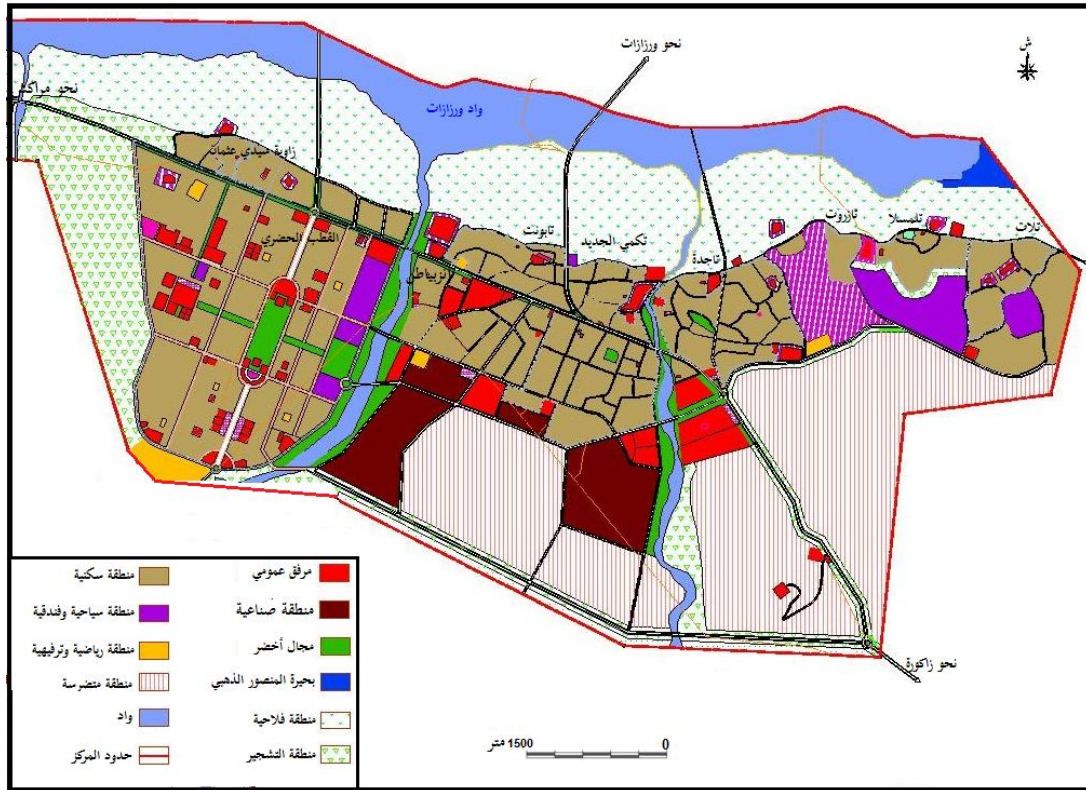 ش
نحو ورزازات
نحو مراكش
واد ورزازات
زاوية سيدي عثمان
القطب الحضري
تابونت
تكمي الجديد
تاجدة
تازروت
تلمسلا
تلات
نحو زاكورة
مرفق عمومي
منطقة صناعية
مجال أخضر
بحيرة المنصور الذهبي
منطقة فلاحية
منطقة التشجير
منطقة سكنية
منطقة سياحية وفندقية
منطقة رياضية وترفيهية
منطقة متضرسة
واد
حدود المركز
1500 متر
0